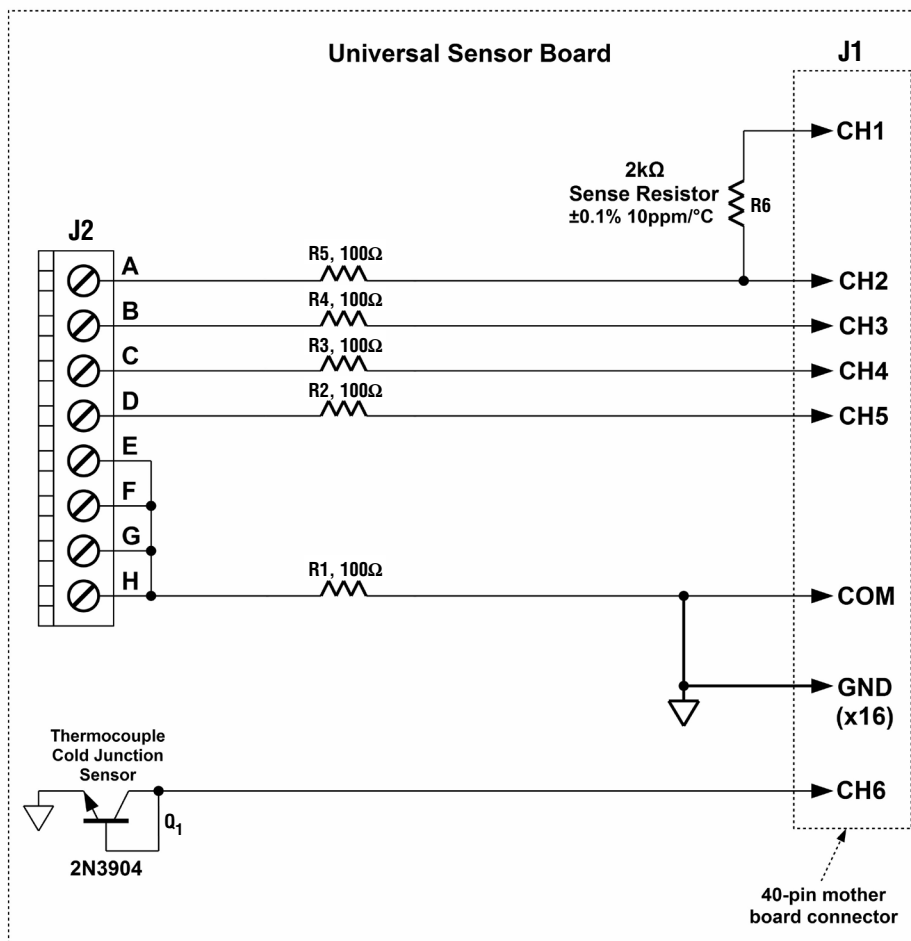 Universal Sensor Board
J1
CH1
2kΩ
Sense Resistor
±0.1% 10ppm/°C
R6
J2
A
R5, 100Ω
CH2
B
R4, 100Ω
CH3
C
R3, 100Ω
CH4
D
R2, 100Ω
CH5
E
F
G
H
R1, 100Ω
COM
GND
(x16)
Thermocouple
Cold Junction
Sensor
CH6
Q1
2N3904
40-pin mother
board connector